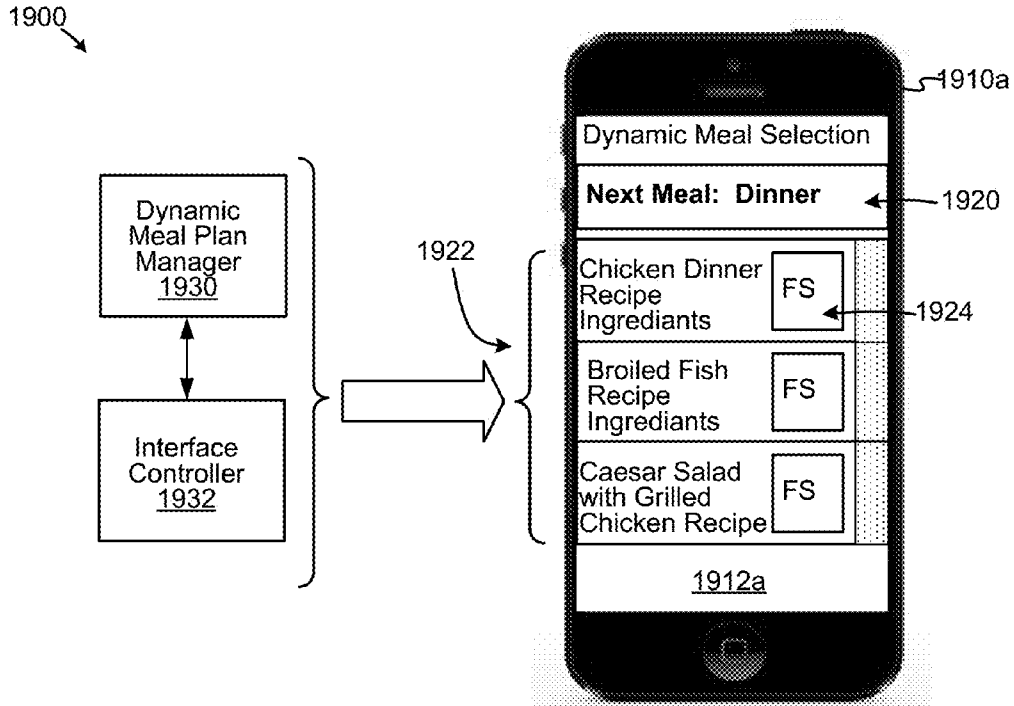 1900
1910a
Dynamic Meal Selection
Next Meal: Dinner
1920
Dynamic
Meal Plan
Manager
1930
1922
Chicken Dinner
Recipe
Ingrediants
FS
1924
Broiled Fish
Recipe
Ingrediants
FS
Interface
Controller
1932
Caesar Salad
with Grilled
Chicken Recipe
FS
1912a